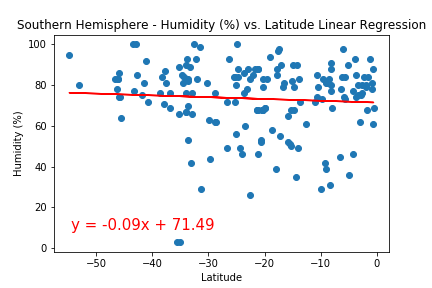 Southern Hemisphere - Humidity (%) vs. Latitude Linear Regression
100
80
60
40
20
0
Humidity (%)
y = -0.09x + 71.49
−50 −40 −30 −20 −10 0
Latitude